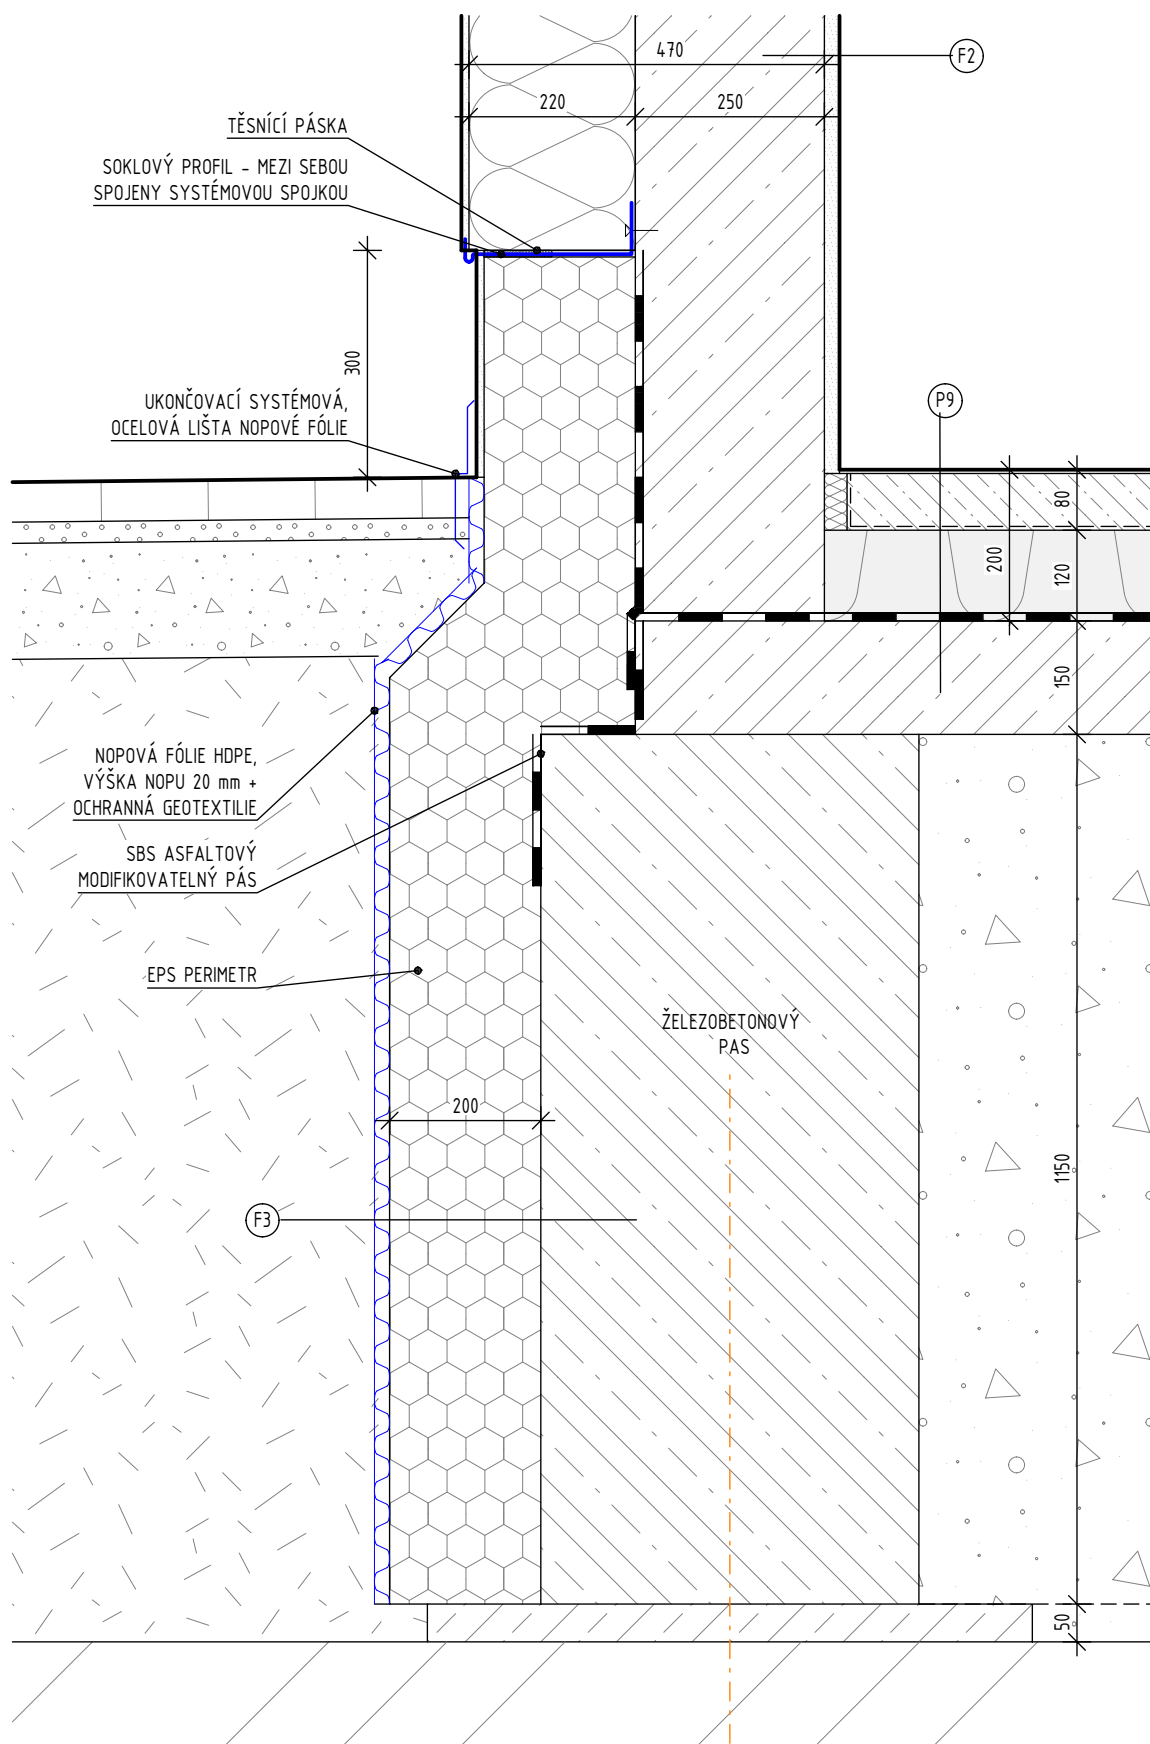 470
F2
220
250
TĚSNÍCÍ PÁSKA
SOKLOVÝ PROFIL - MEZI SEBOU
SPOJENY SYSTÉMOVOU SPOJKOU
300
UKONČOVACÍ SYSTÉMOVÁ,
OCELOVÁ LIŠTA NOPOVÉ FÓLIE
P9
80
200
120
150
NOPOVÁ FÓLIE HDPE,
VÝŠKA NOPU 20 mm +
OCHRANNÁ GEOTEXTILIE
SBS ASFALTOVÝ
MODIFIKOVATELNÝ PÁS
EPS PERIMETR
ŽELEZOBETONOVÝ
PAS
200
1150
F3
50